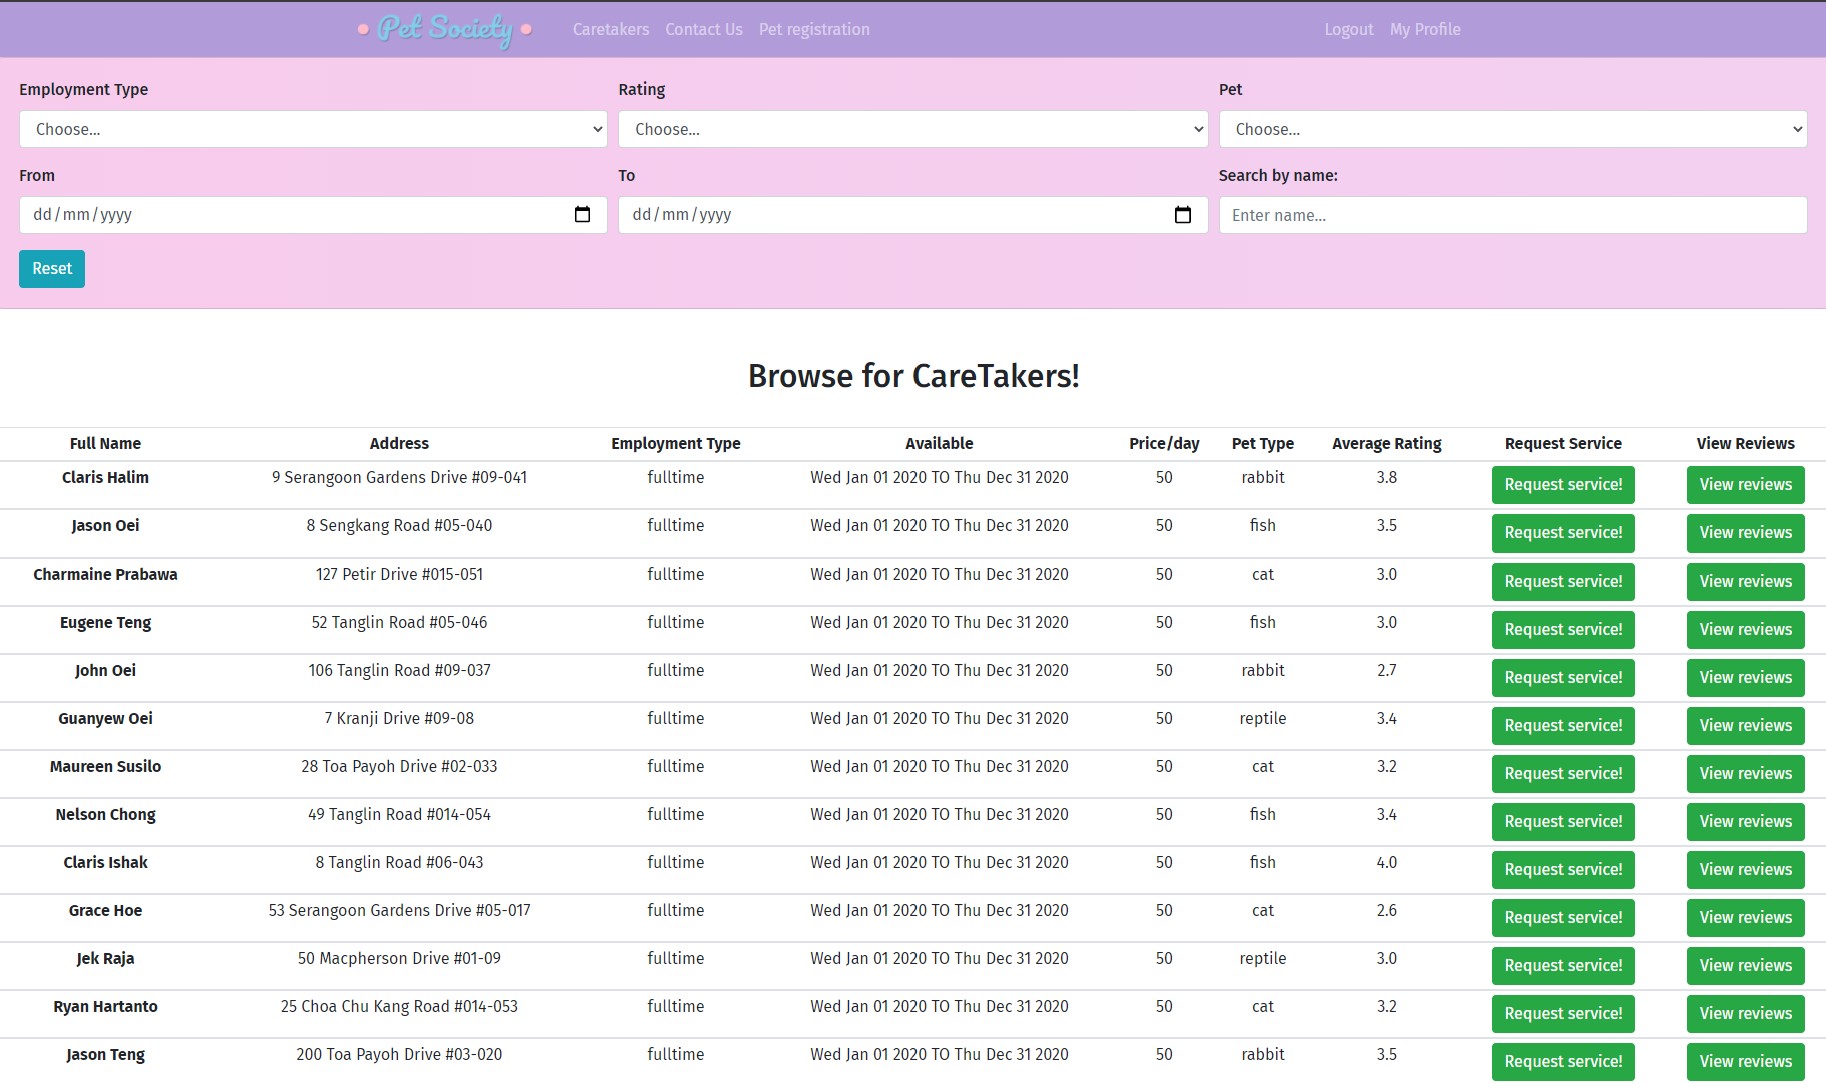 • Pet Society • Caretakers Contact Us Pet registration Logout My Profile
Employment Type Rating Pet
Choose... Choose... Choose...
From To Search by name:
dd/mm/yyyy dd/mm/yyyy Enter name...
Reset
Browse for CareTakers!
Full Name Address Employment Type Available Price/day Pet Type Average Rating Request Service View Reviews
Claris Halim 9 Serangoon Gardens Drive #09-041 fulltime Wed Jan 01 2020 TO Thu Dec 31 2020 50 rabbit 3.8 Request service! View reviews
Jason Oei 8 Sengkang Road #05-040 fulltime Wed Jan 01 2020 TO Thu Dec 31 2020 50 fish 3.5 Request service! View reviews
Charmaine Prabawa 127 Petir Drive #015-051 fulltime Wed Jan 01 2020 TO Thu Dec 31 2020 50 cat 3.0 Request service! View reviews
Eugene Teng 52 Tanglin Road #05-046 fulltime Wed Jan 01 2020 TO Thu Dec 31 2020 50 fish 3.0 Request service! View reviews
John Oei 106 Tanglin Road #09-037 fulltime Wed Jan 01 2020 TO Thu Dec 31 2020 50 rabbit 2.7 Request service! View reviews
Guanyew Oei 7 Kranji Drive #09-08 fulltime Wed Jan 01 2020 TO Thu Dec 31 2020 50 reptile 3.4 Request service! View reviews
Maureen Susilo 28 Toa Payoh Drive #02-033 fulltime Wed Jan 01 2020 TO Thu Dec 31 2020 50 cat 3.2 Request service! View reviews
Nelson Chong 49 Tanglin Road #014-054 fulltime Wed Jan 01 2020 TO Thu Dec 31 2020 50 fish 3.4 Request service! View reviews
Claris Ishak 8 Tanglin Road #06-043 fulltime Wed Jan 01 2020 TO Thu Dec 31 2020 50 fish 4.0 Request service! View reviews
Grace Hoe 53 Serangoon Gardens Drive #05-017 fulltime Wed Jan 01 2020 TO Thu Dec 31 2020 50 cat 2.6 Request service! View reviews
Jek Raja 50 Macpherson Drive #01-09 fulltime Wed Jan 01 2020 TO Thu Dec 31 2020 50 reptile 3.0 Request service! View reviews
Ryan Hartanto 25 Choa Chu Kang Road #014-053 fulltime Wed Jan 01 2020 TO Thu Dec 31 2020 50 cat 3.2 Request service! View reviews
Jason Teng 200 Toa Payoh Drive #03-020 fulltime Wed Jan 01 2020 TO Thu Dec 31 2020 50 rabbit 3.5 Request service! View reviews